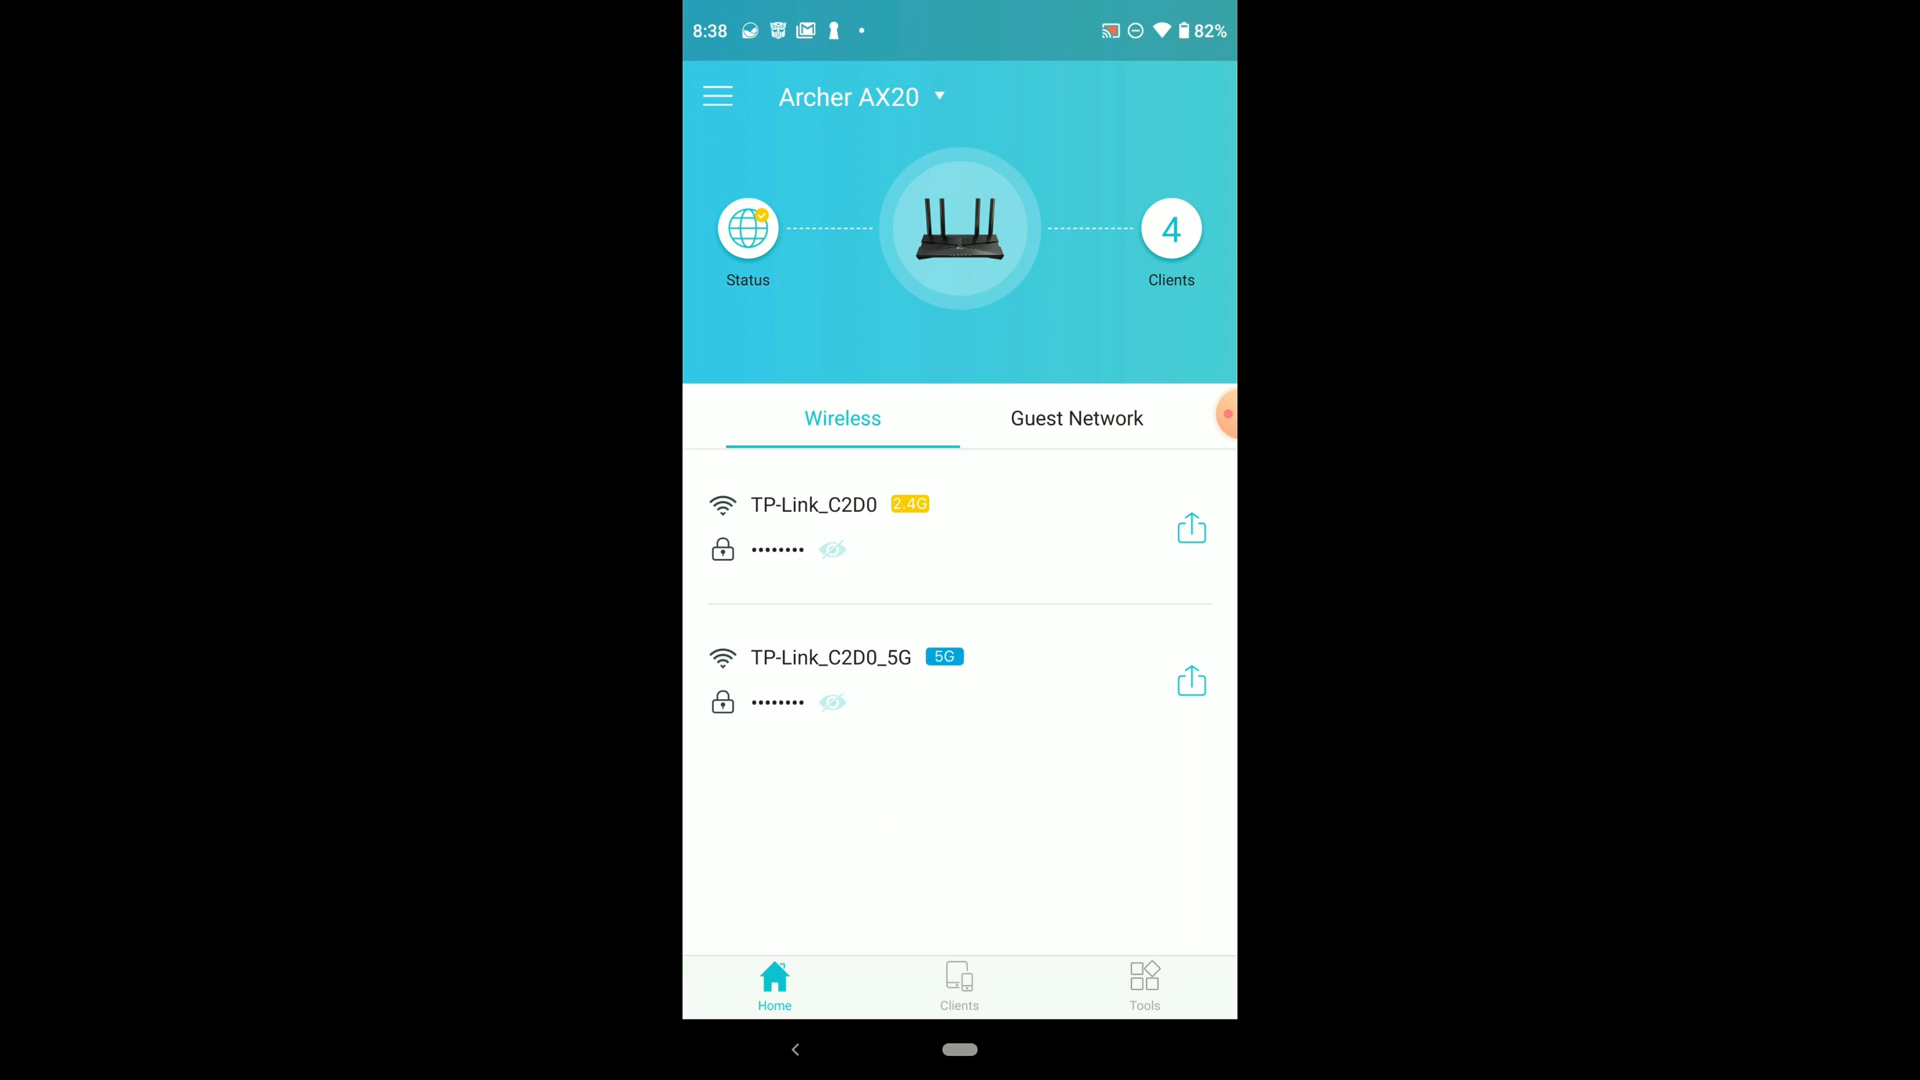 8:38
82%
Archer AX20
4
Status
Clients
Wireless
Guest Network
TP-Link_C2D0 2.4G
••••••••
TP-Link_C2D0_5G 5G
••••••••
Home
Clients
Tools